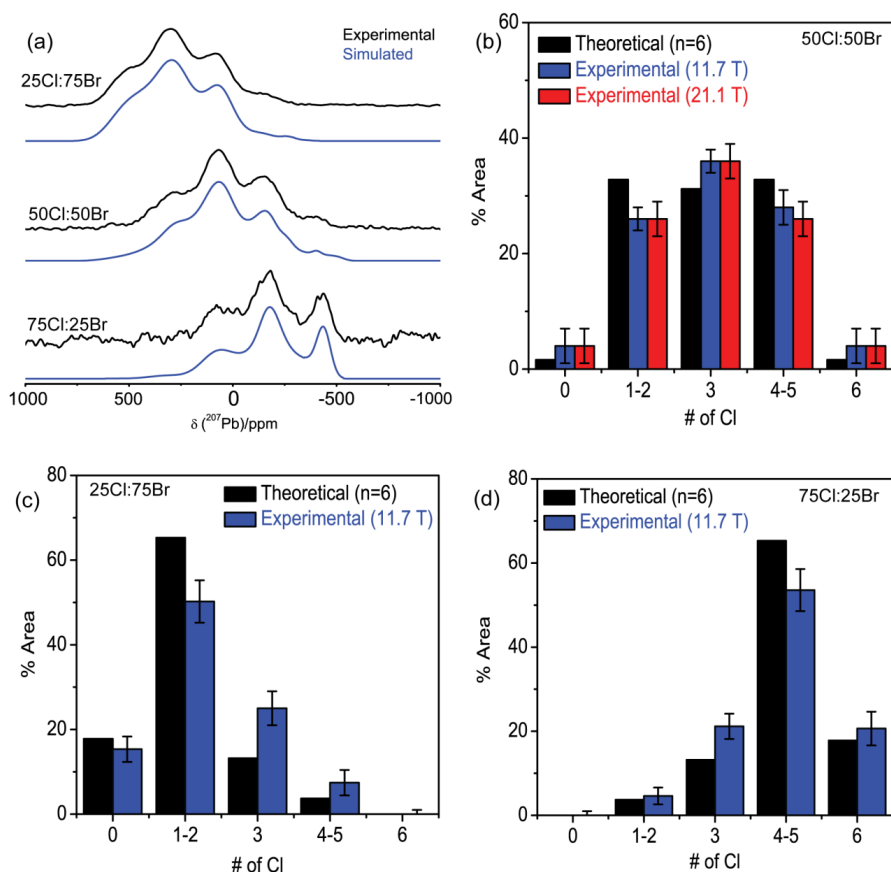 (a)
Experimental
Simulated
25Cl:75Br
50Cl:50Br
75Cl:25Br
1000 500 0 -500 -1000
δ (²⁰⁷Pb)/ppm
(b)
50Cl:50Br
Theoretical (n=6)
Experimental (11.7 T)
Experimental (21.1 T)
% Area
60
40
20
0
0 1-2 3 4-5 6
# of Cl
(c)
25Cl:75Br
Theoretical (n=6)
Experimental (11.7 T)
% Area
80
60
40
20
0
0 1-2 3 4-5 6
# of Cl
(d)
75Cl:25Br
Theoretical (n=6)
Experimental (11.7 T)
% Area
80
60
40
20
0
0 1-2 3 4-5 6
# of Cl